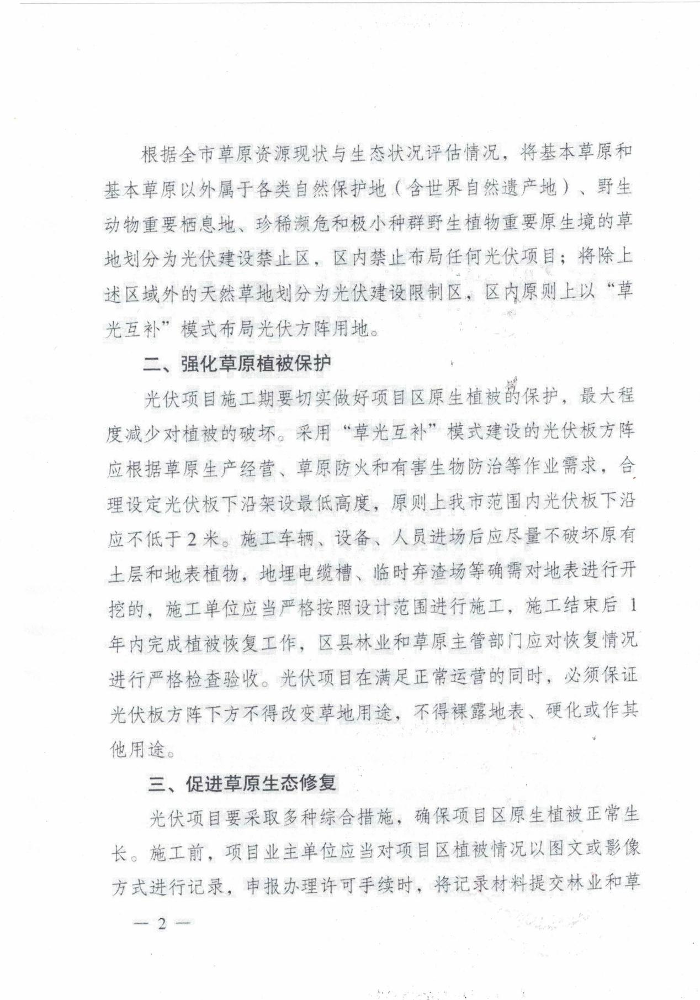 根据全市草原资源现状与生态状况评估情况，将基本草原和
基本草原以外属于各类自然保护地（含世界自然遗产地）、野生
动物重要栖息地、珍稀濒危和极小种群野生植物重要原生境的草
地划分为光伏建设禁止区，区内禁止布局任何光伏项目；将除上
述区域外的天然草地划分为光伏建设限制区，区内原则上以“草
光互补”模式布局光伏方阵用地。
二、强化草原植被保护
光伏项目施工期要切实做好项目区原生植被的保护，最大程
度减少对植被的破坏。采用“草光互补”模式建设的光伏板方阵
应根据草原生产经营、草原防火和有害生物防治等作业需求，合
理设定光伏板下沿架设最低高度，原则上我市范围内光伏板下沿
应不低于2米。施工车辆、设备、人员进场后应尽量不破坏原有
土层和地表植物，地埋电缆槽、临时弃渣场等确需对地表进行开
挖的，施工单位应当严格按照设计范围进行施工，施工结束后1
年内完成植被恢复工作，区县林业和草原主管部门应对恢复情况
进行严格检查验收。光伏项目在满足正常运营的同时，必须保证
光伏板方阵下方不得改变草地用途，不得裸露地表、硬化或作其
他用途。
三、促进草原生态修复
光伏项目要采取多种综合措施，确保项目区原生植被正常生
长。施工前，项目业主单位应当对项目区植被情况以图文或影像
方式进行记录，申报办理许可手续时，将记录材料提交林业和草
— 2 —